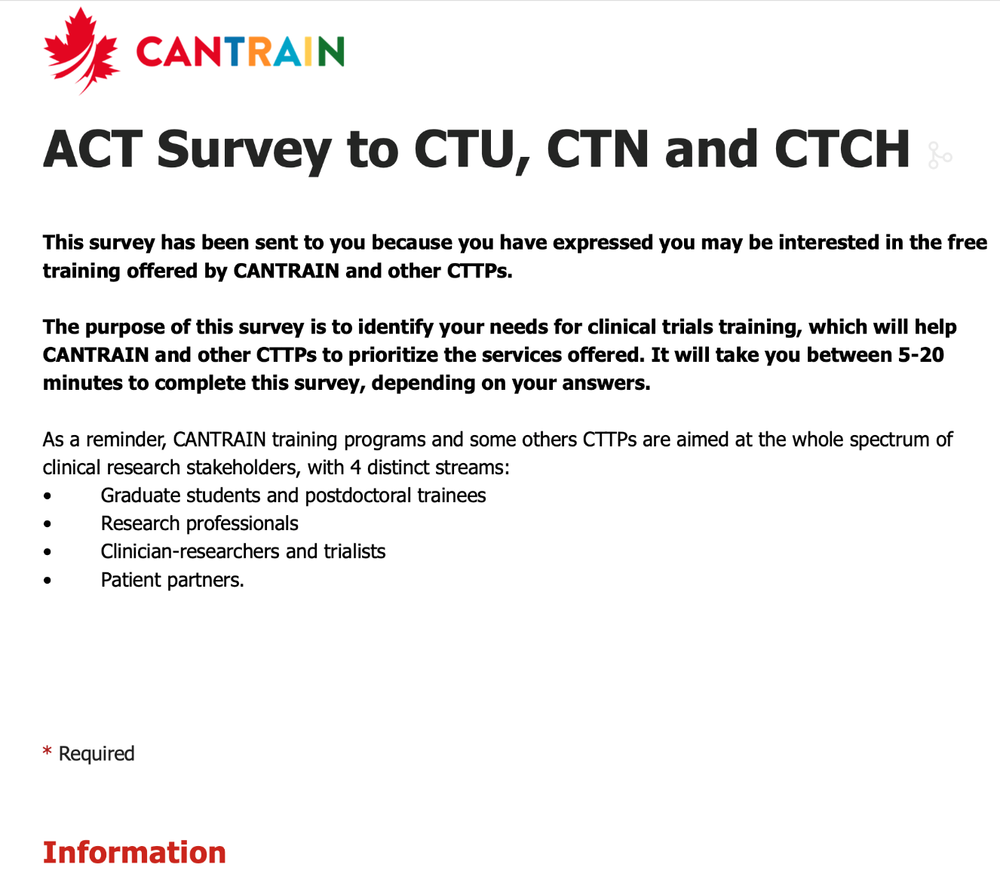 CANTRAIN
ACT Survey to CTU, CTN and CTCH
This survey has been sent to you because you have expressed you may be interested in the free
training offered by CANTRAIN and other CTTPs.
The purpose of this survey is to identify your needs for clinical trials training, which will help
CANTRAIN and other CTTPs to prioritize the services offered. It will take you between 5-20
minutes to complete this survey, depending on your answers.
As a reminder, CANTRAIN training programs and some others CTTPs are aimed at the whole spectrum of
clinical research stakeholders, with 4 distinct streams:
• Graduate students and postdoctoral trainees
• Research professionals
• Clinician-researchers and trialists
• Patient partners.
* Required
Information